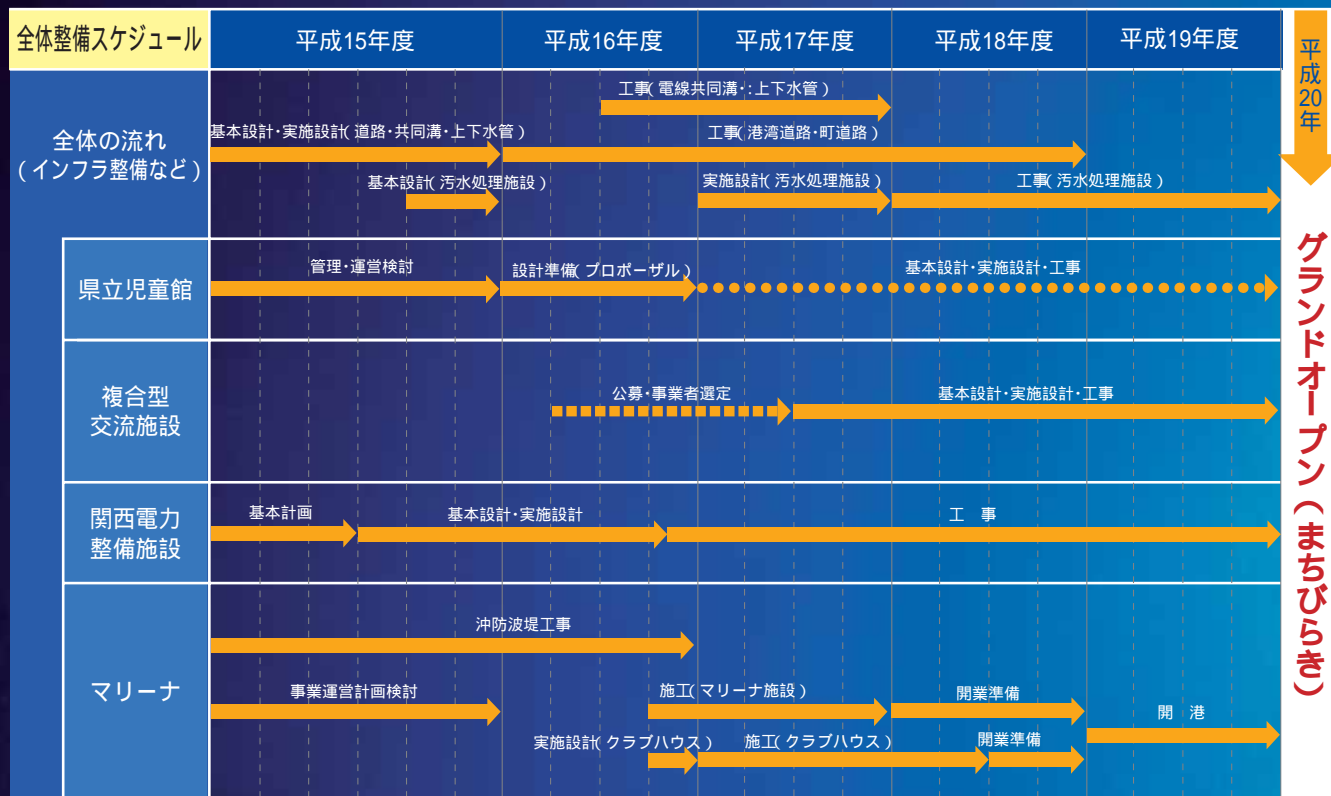 全体整備スケジュール
平成15年度
平成16年度
平成17年度
平成18年度
平成19年度
平成20年
全体の流れ
(インフラ整備など)
工事(電線共同溝・:上下水管)
基本設計・実施設計(道路・共同溝・上下水管)
工事(港湾道路・町道路)
基本設計(汚水処理施設)
実施設計(汚水処理施設)
工事(汚水処理施設)
県立児童館
管理・運営検討
設計準備(プロポーザル)
基本設計・実施設計・工事
複合型
交流施設
公募・事業者選定
基本設計・実施設計・工事
関西電力
整備施設
基本計画
基本設計・実施設計
工 事
マリーナ
沖防波堤工事
事業運営計画検討
施工(マリーナ施設)
開業準備
開 港
実施設計(クラブハウス)
施工(クラブハウス)
開業準備
グランドオープン(まちびらき)